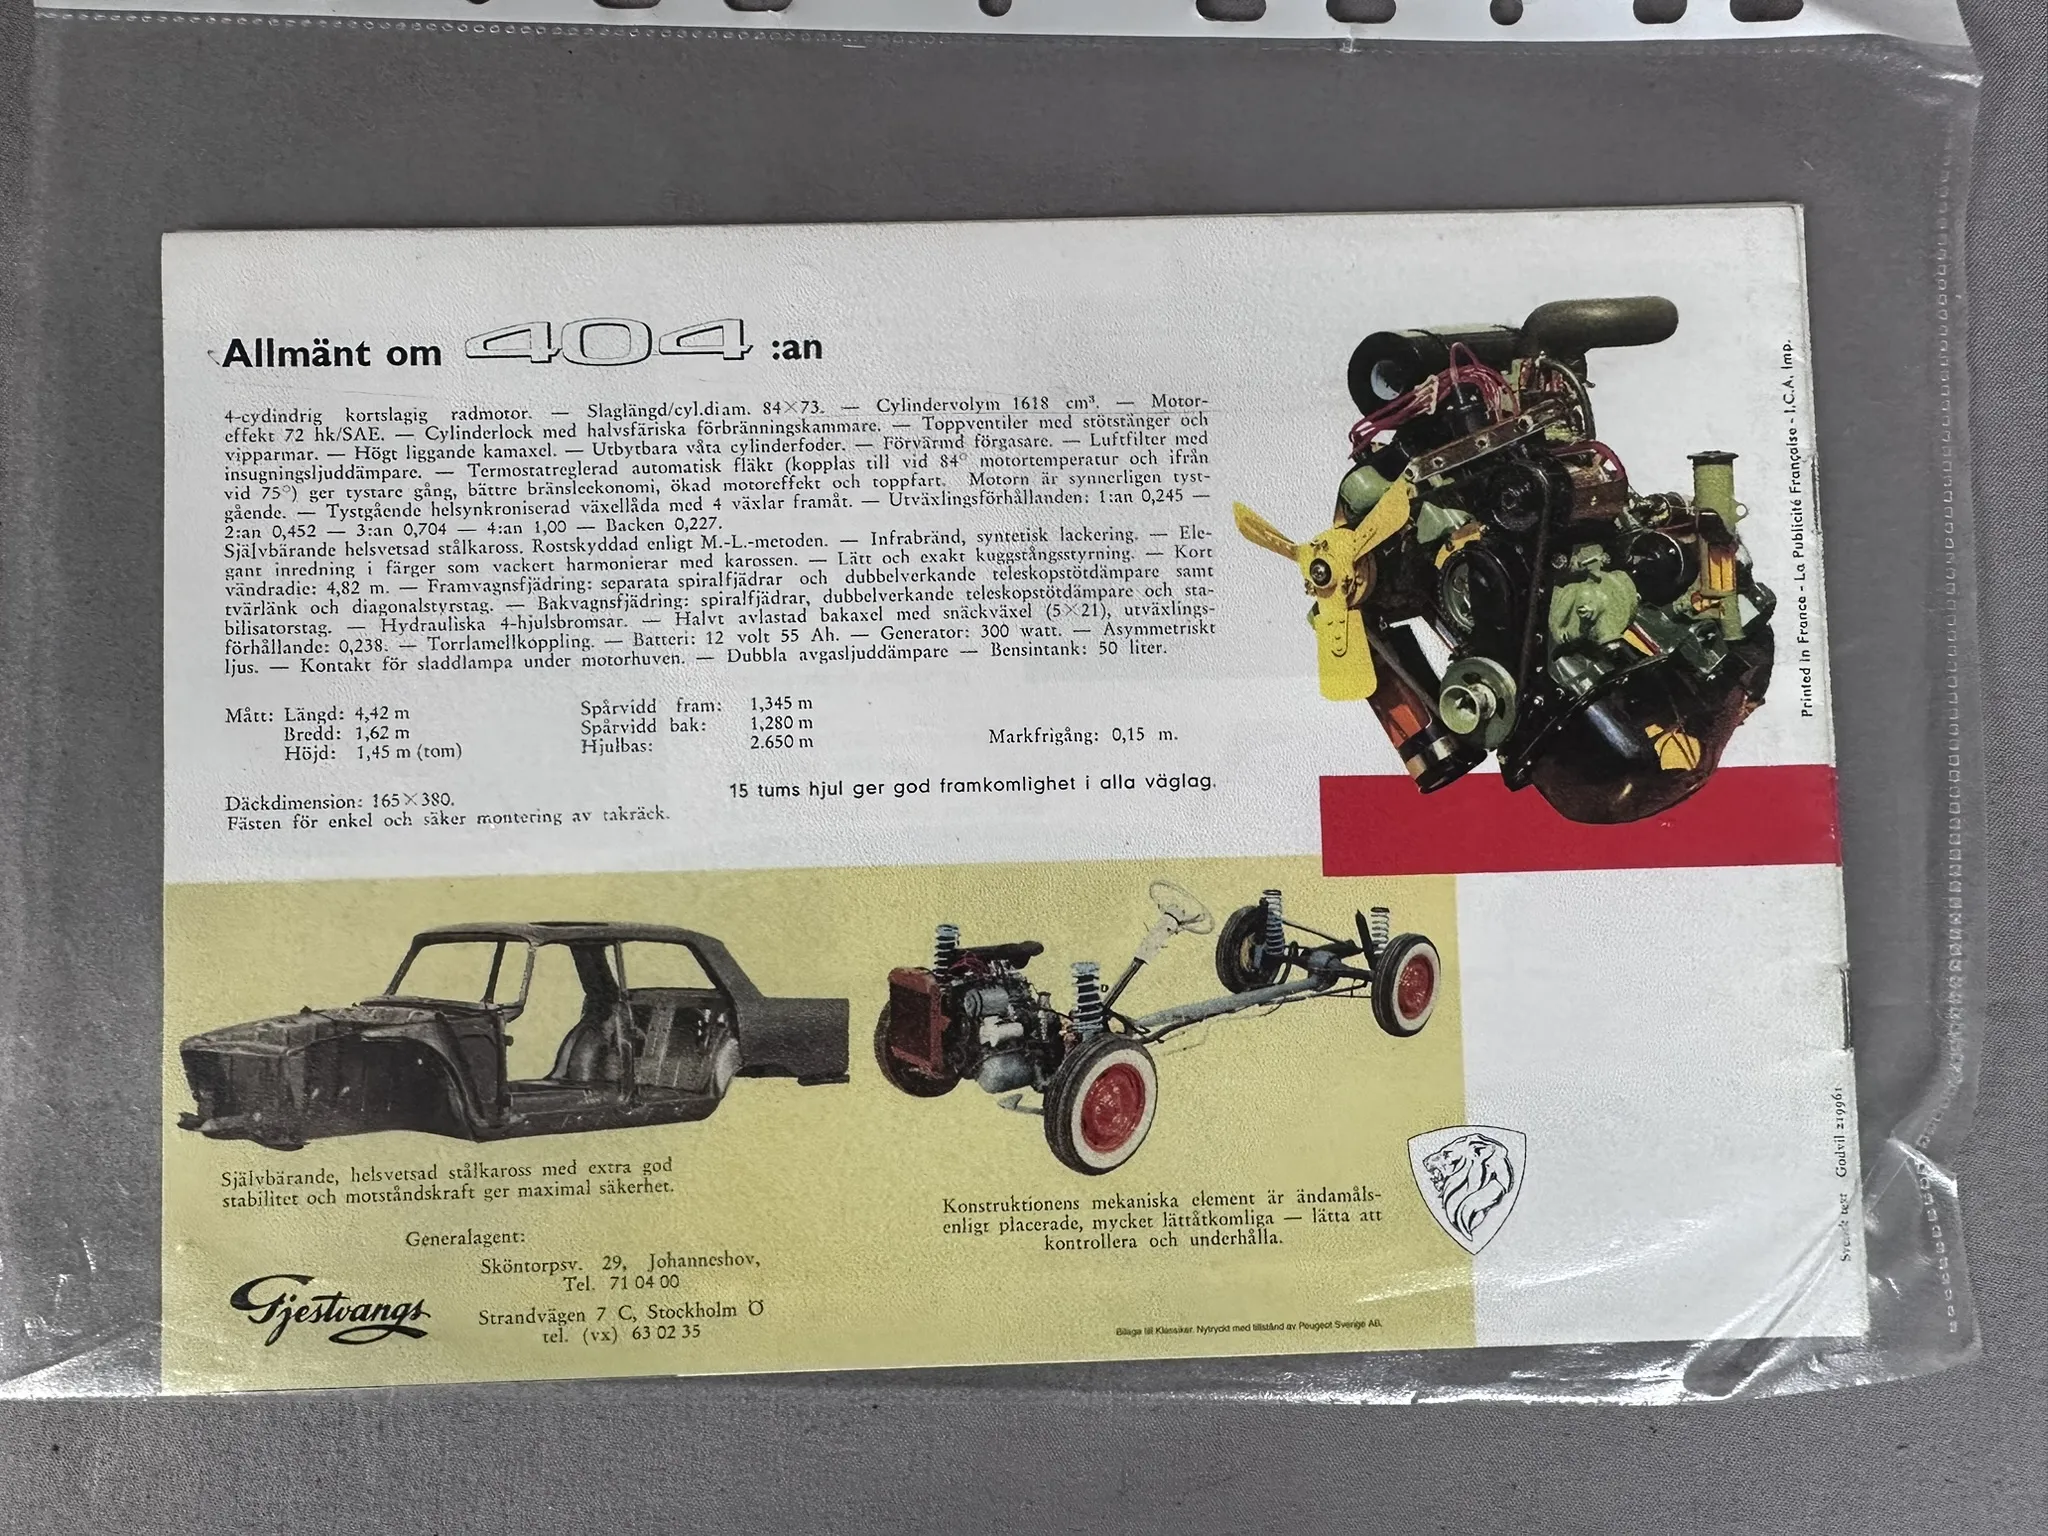 Allmänt om 404 :an
4-cydindrig kortslagig radmotor. — Slaglängd/cyl.diam. 84×73. — Cylindervolym 1618 cm³. — Motor-
effekt 72 hk/SAE. — Cylinderlock med halvsfäriska förbränningskammare. — Toppventiler med stötstänger och
vipparmar. — Högt liggande kamaxel. — Utbytbara våta cylinderfoder. — Förvärmd förgasare. — Luftfilter med
insugningsljuddämpare. — Termostatreglerad automatisk fläkt (kopplas till vid 84° motortemperatur och ifrån
vid 75°) ger tystare gång, bättre bränsleekonomi, ökad motoreffekt och toppfart. Motorn är synnerligen tyst-
gående. — Tystgående helsynkroniserad växellåda med 4 växlar framåt. — Utväxlingsförhållanden: 1:an 0,245 —
2:an 0,452 — 3:an 0,704 — 4:an 1,00 — Backen 0,227.
Självbärande helsvetsad stålkaross. Rostskyddad enligt M.-L.-metoden. — Infrabränd, syntetisk lackering. — Ele-
gant inredning i färger som vackert harmonierar med karossen. — Lätt och exakt kuggstångsstyrning. — Kort
vändradie: 4,82 m. — Framvagnsfjädring: separata spiralfjädrar och dubbelverkande teleskopstötdämpare samt
tvärlänk och diagonalstyrstag. — Bakvagnsfjädring: spiralfjädrar, dubbelverkande teleskopstötdämpare och sta-
bilisatorstag. — Hydrauliska 4-hjulsbromsar. — Halvt avlastad bakaxel med snäckväxel (5×21), utväxlings-
förhållande: 0,238. — Torrlamellkoppling. — Batteri: 12 volt 55 Ah. — Generator: 300 watt. — Asymmetriskt
ljus. — Kontakt för sladdlampa under motorhuven. — Dubbla avgasljuddämpare — Bensintank: 50 liter.
Mått: Längd: 4,42 m
Bredd: 1,62 m
Höjd: 1,45 m (tom)
Spårvidd fram: 1,345 m
Spårvidd bak: 1,280 m
Hjulbas: 2.650 m
Markfrigång: 0,15 m.
Däckdimension: 165×380.
Fästen för enkel och säker montering av takräck.
15 tums hjul ger god framkomlighet i alla väglag.
Printed in France - La Publicité Française - I.C.A. Imp.
Självbärande, helsvetsad stålkaross med extra god
stabilitet och motståndskraft ger maximal säkerhet.
Konstruktionens mekaniska element är ändamåls-
enligt placerade, mycket lättåtkomliga — lätta att
kontrollera och underhålla.
Generalagent:
Gjestvangs
Sköntorpsv. 29, Johanneshov,
Tel. 71 04 00
Strandvägen 7 C, Stockholm Ö
tel. (vx) 63 02 35
Bilaga till Klassiker. Nytryckt med tillstånd av Peugeot Sverige AB.
Svensk text Godvil 219961